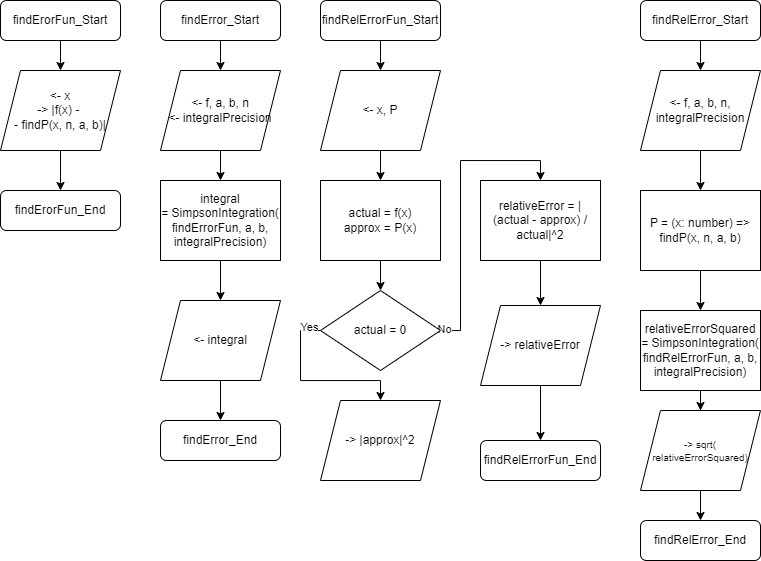 findErorFun_Start
<- x
-> |f(x) -
- findP(x, n, a, b)|
findErorFun_End
findError_Start
<- f, a, b, n
<- integralPrecision
integral
= SimpsonIntegration(
findErrorFun, a, b,
integralPrecision)
<- integral
findError_End
findRelErrorFun_Start
<- x, P
actual = f(x)
approx = P(x)
actual = 0
Yes
No
-> |approx|^2
relativeError = |
(actual - approx) /
actual|^2
-> relativeError
findRelErrorFun_End
findRelError_Start
<- f, a, b, n,
integralPrecision
P = (x: number) =>
findP(x, n, a, b)
relativeErrorSquared
= SimpsonIntegration(
findRelErrorFun, a, b,
integralPrecision)
-> sqrt(
relativeErrorSquared)
findRelError_End